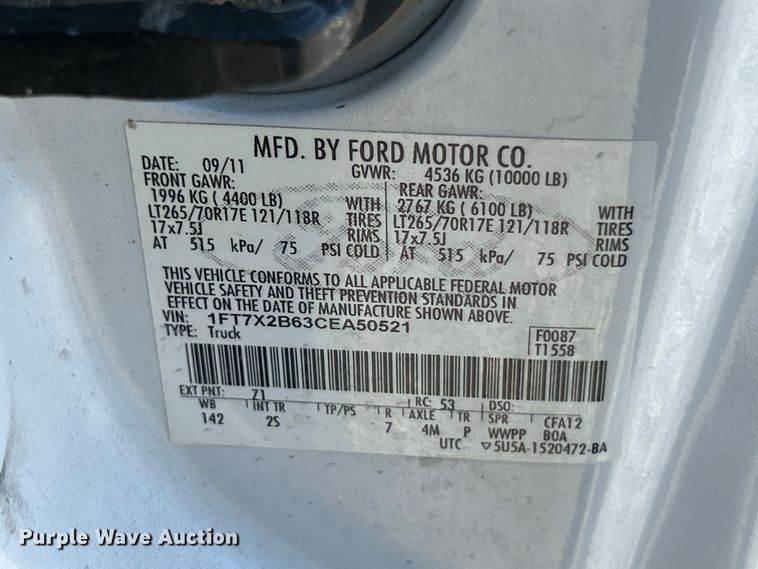 MFD. BY FORD MOTOR CO.
DATE: 09/11 GVWR: 4536 KG (10000 LB)
FRONT GAWR: REAR GAWR:
1996 KG ( 4400 LB) WITH 2767 KG ( 6100 LB) WITH
LT265/70R17E 121/118R TIRES LT265/70R17E 121/118R TIRES
17x7.5J RIMS 17x7.5J RIMS
AT 515 kPa/ 75 PSI COLD AT 515 kPa/ 75 PSI COLD
THIS VEHICLE CONFORMS TO ALL APPLICABLE FEDERAL MOTOR
VEHICLE SAFETY AND THEFT PREVENTION STANDARDS IN
EFFECT ON THE DATE OF MANUFACTURE SHOWN ABOVE.
VIN: 1FT7X2B63CEA50521
TYPE: Truck
F0087
T1558
EXT PNT: Z1 RC: 53 DSO:
WB INT TR TP/PS R AXLE TR SPR CFA12
142 2S 7 4M P WWPP BOA
UTC ▽5U5A-1520472-BA
Purple Wave Auction